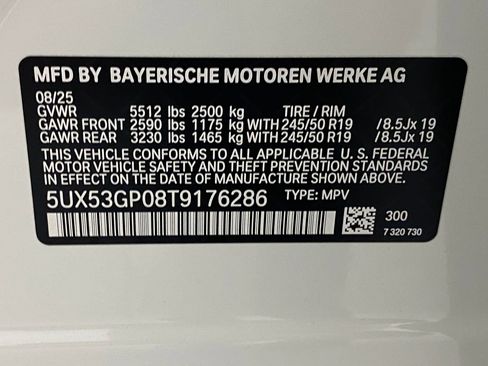 MFD BY BAYERISCHE MOTOREN WERKE AG
08/25
GVWR 5512 lbs 2500 kg TIRE / RIM
GAWR FRONT 2590 lbs 1175 kg WITH 245/50 R19 /8.5Jx 19
GAWR REAR 3230 lbs 1465 kg WITH 245/50 R19 /8.5Jx 19
THIS VEHICLE CONFORMS TO ALL APPLICABLE U. S. FEDERAL
MOTOR VEHICLE SAFETY AND THEFT PREVENTION STANDARDS
IN EFFECT ON THE DATE OF MANUFACTURE SHOWN ABOVE.
5UX53GP08T9176286 TYPE: MPV
300
7 320 730